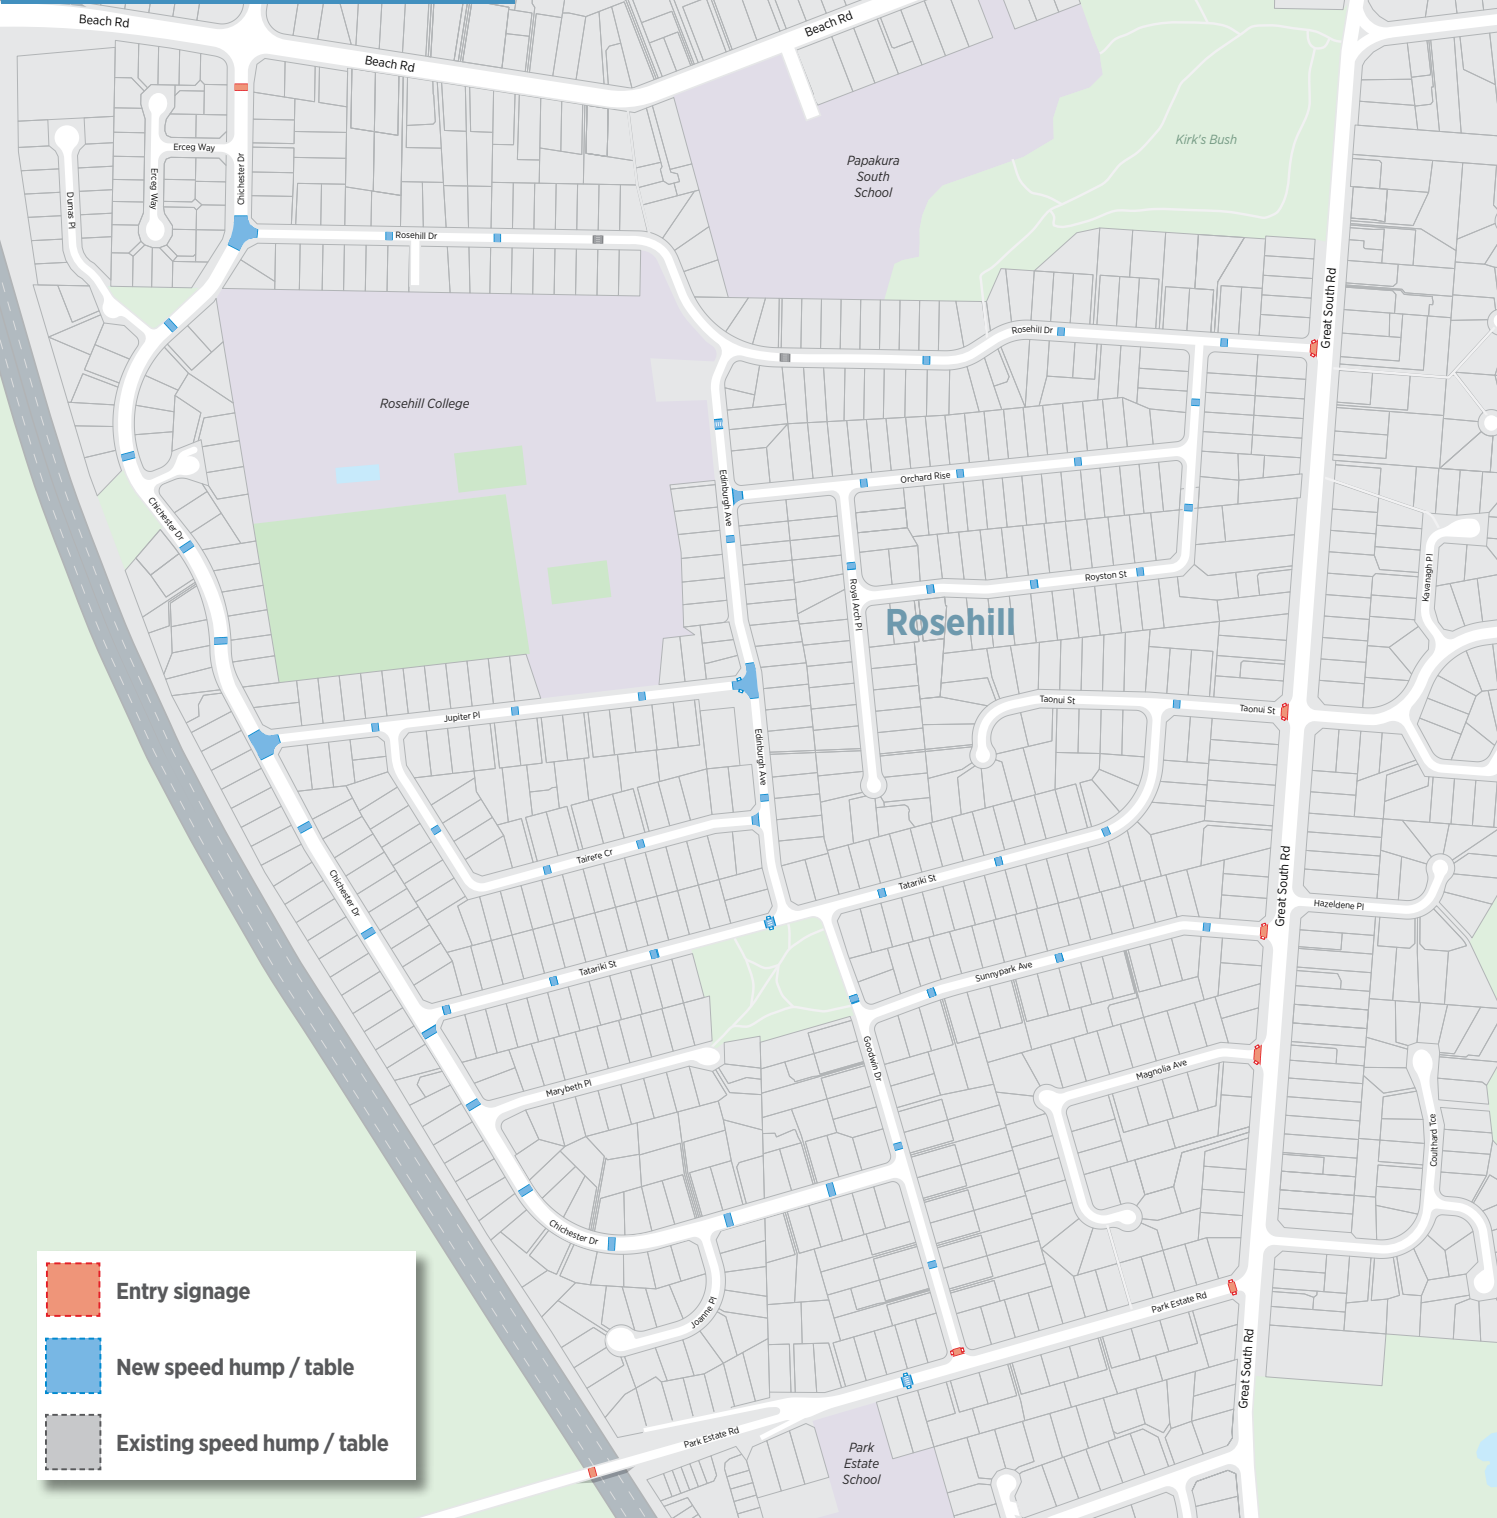 Beach Rd
Beach Rd
Beach Rd
Kirk's Bush
Papakura
South
School
Erceg Way
Erceg Way
Chichester Dr
Dumas Pl
Rosehill Dr
Great South Rd
Rosehill Dr
Rosehill College
Edinburgh Ave
Orchard Rise
Chichester Dr
Royston St
Royal Arch Pl
Kavanagh Pl
Rosehill
Taonui St
Taonui St
Jupiter Pl
Edinburgh Ave
Tairere Cr
Tatariki St
Chichester Dr
Great South Rd
Hazeldene Pl
Tatariki St
Sunnypark Ave
Goodwin Dr
Magnolia Ave
Marybeth Pl
Coulthard Tce
Chichester Dr
Joanne Pl
Park Estate Rd
Great South Rd
Park Estate Rd
Park
Estate
School
Entry signage
New speed hump / table
Existing speed hump / table